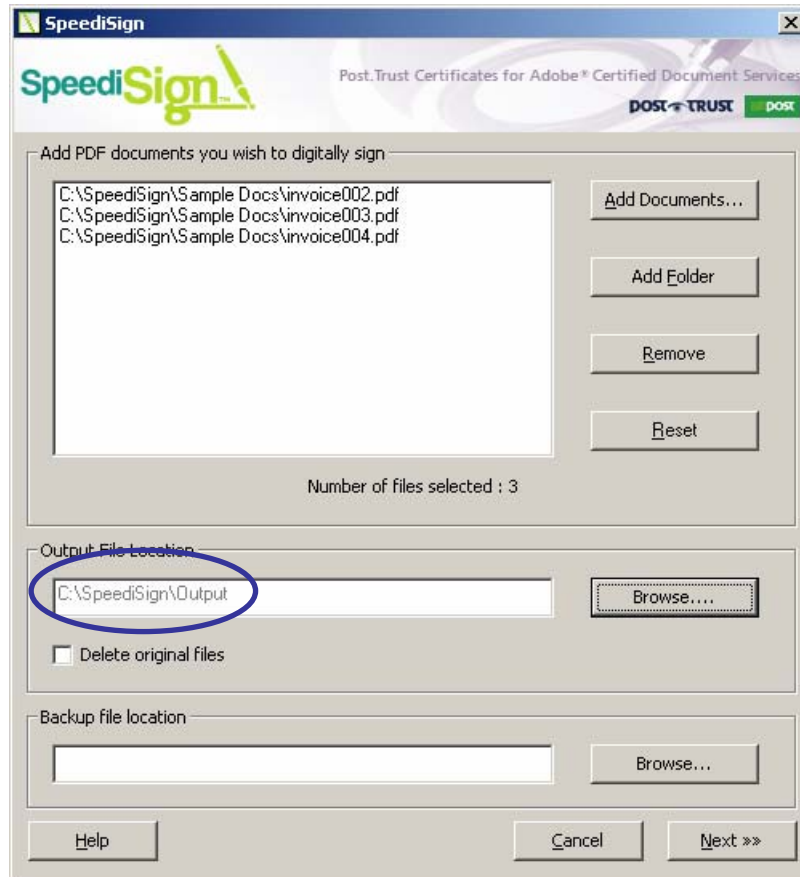 SpeediSign
SpeediSign™
Post.Trust Certificates for Adobe® Certified Document Services
POST TRUST
post
Add PDF documents you wish to digitally sign
C:\SpeediSign\Sample Docs\invoice002.pdf
C:\SpeediSign\Sample Docs\invoice003.pdf
C:\SpeediSign\Sample Docs\invoice004.pdf
Add Documents...
Add Folder
Remove
Reset
Number of files selected : 3
Output File Location
C:\SpeediSign\Output
Browse....
Delete original files
Backup file location
Browse...
Help
Cancel
Next »»